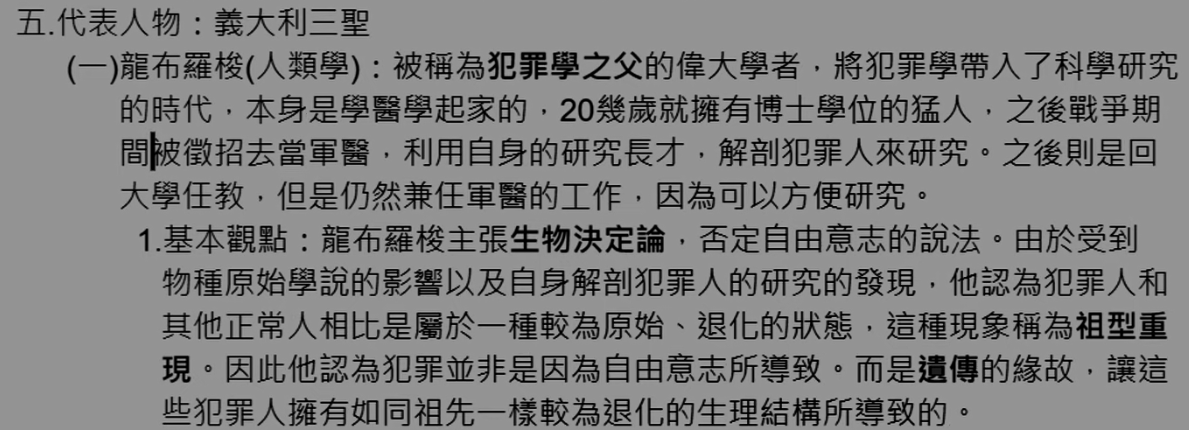 五.代表人物：義大利三聖
(一)龍布羅梭(人類學)：被稱為犯罪學之父的偉大學者，將犯罪學帶入了科學研究
的時代，本身是學醫學起家的，20幾歲就擁有博士學位的猛人，之後戰爭期
間被徵招去當軍醫，利用自身的研究長才，解剖犯罪人來研究。之後則是回
大學任教，但是仍然兼任軍醫的工作，因為可以方便研究。
1.基本觀點：龍布羅梭主張生物決定論，否定自由意志的說法。由於受到
物種原始學說的影響以及自身解剖犯罪人的研究的發現，他認為犯罪人和
其他正常人相比是屬於一種較為原始、退化的狀態，這種現象稱為祖型重
現。因此他認為犯罪並非是因為自由意志所導致。而是遺傳的緣故，讓這
些犯罪人擁有如同祖先一樣較為退化的生理結構所導致的。